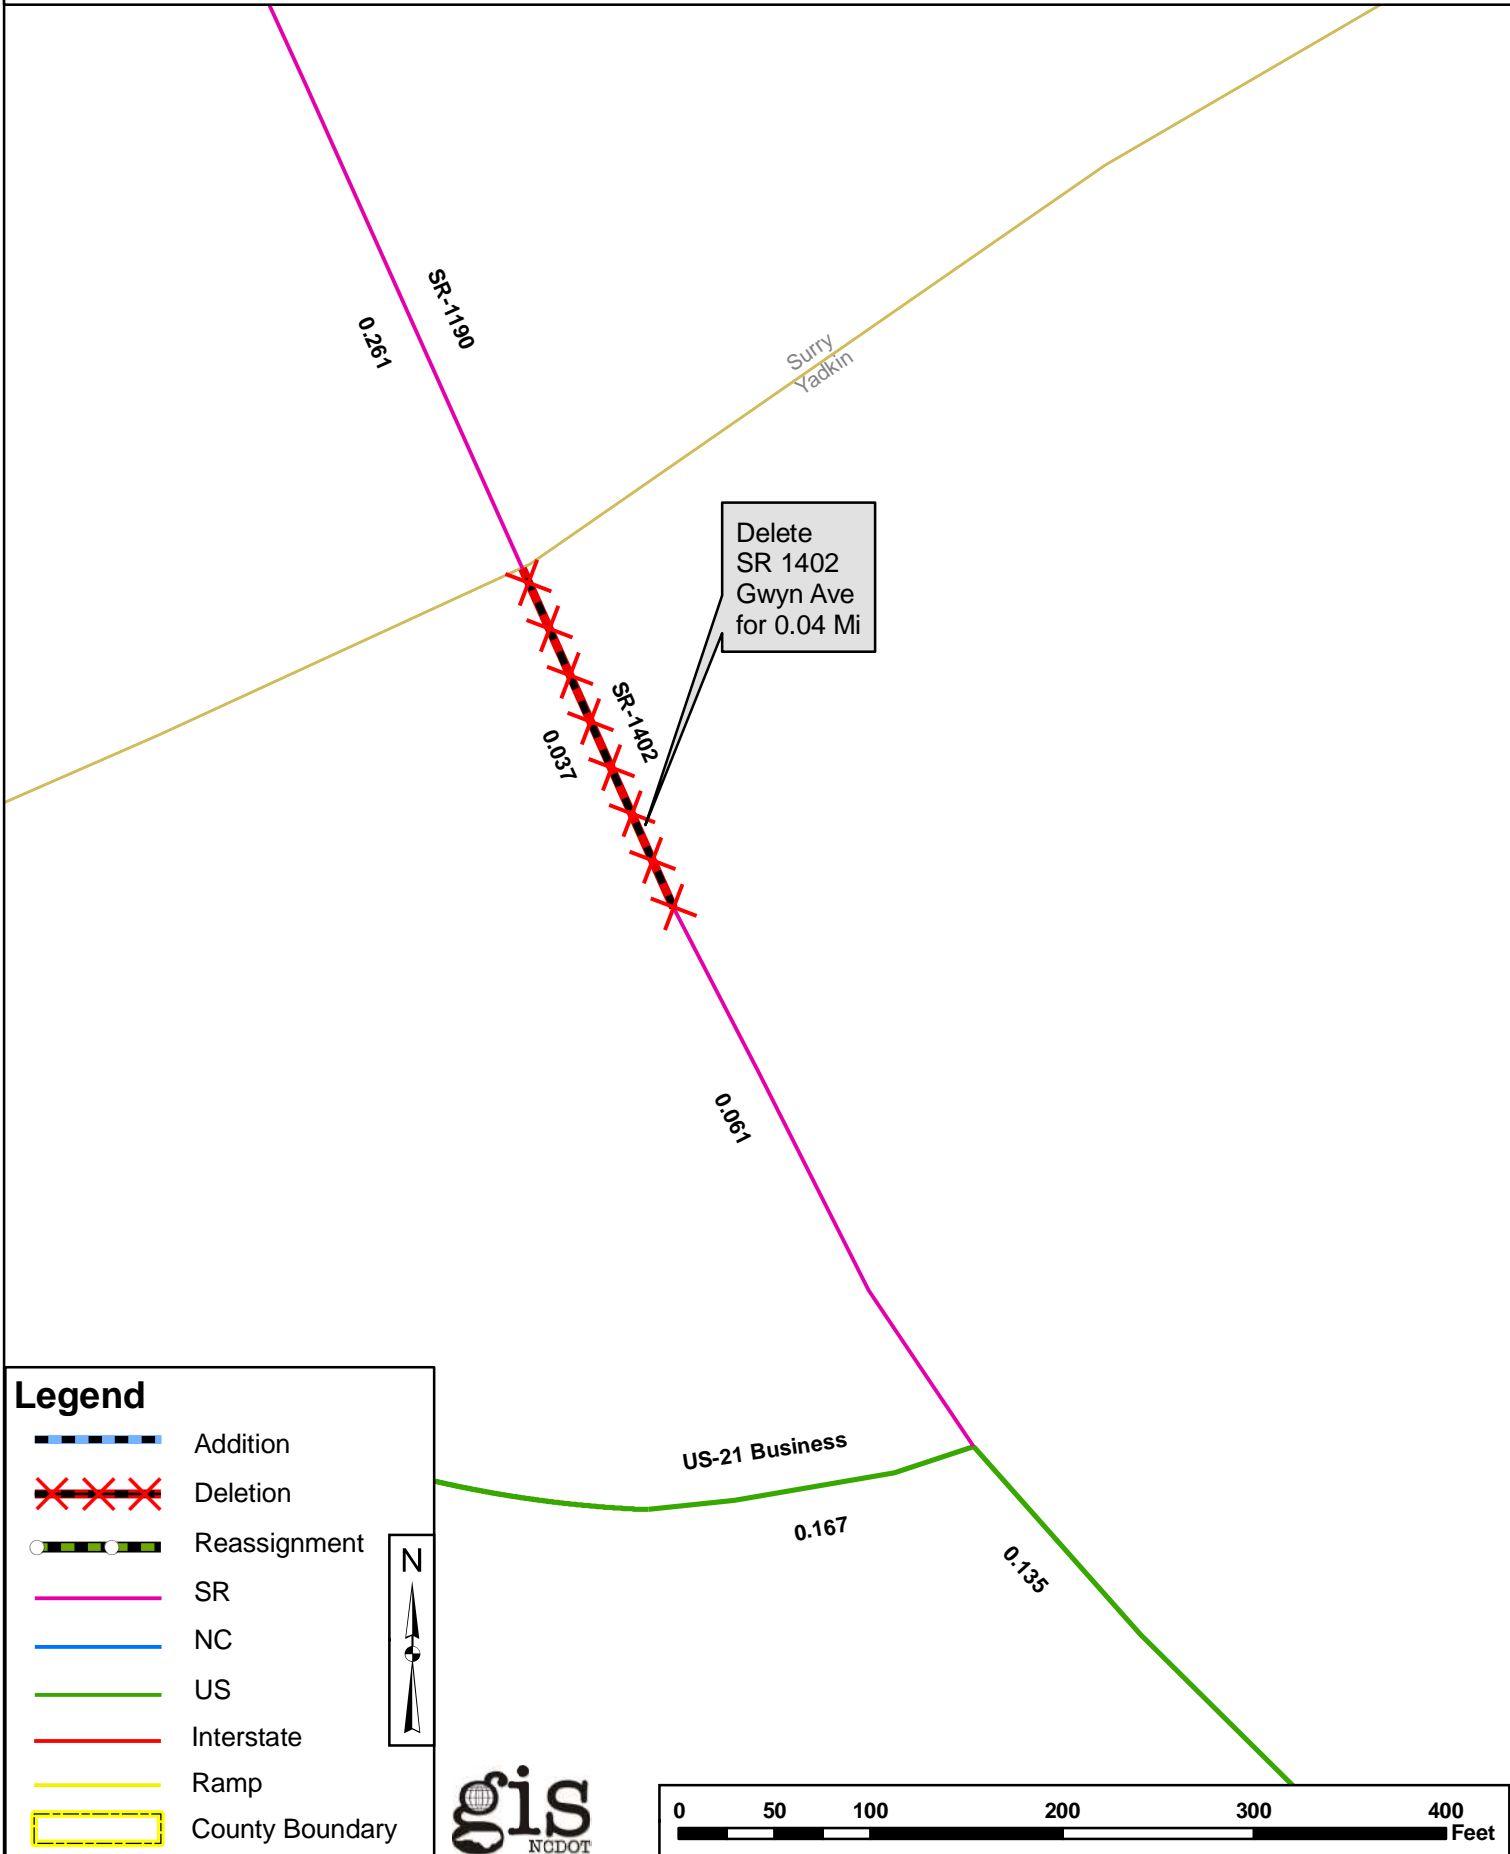 SR-1190
0.261
Surry
Yadkin
Delete
SR 1402
Gwyn Ave
for 0.04 Mi
SR-1402
0.037
0.061
US-21 Business
0.167
0.135
Legend
Addition
Deletion
Reassignment
SR
NC
US
Interstate
Ramp
County Boundary
N
gis
NCDOT
0 50 100 200 300 400
Feet